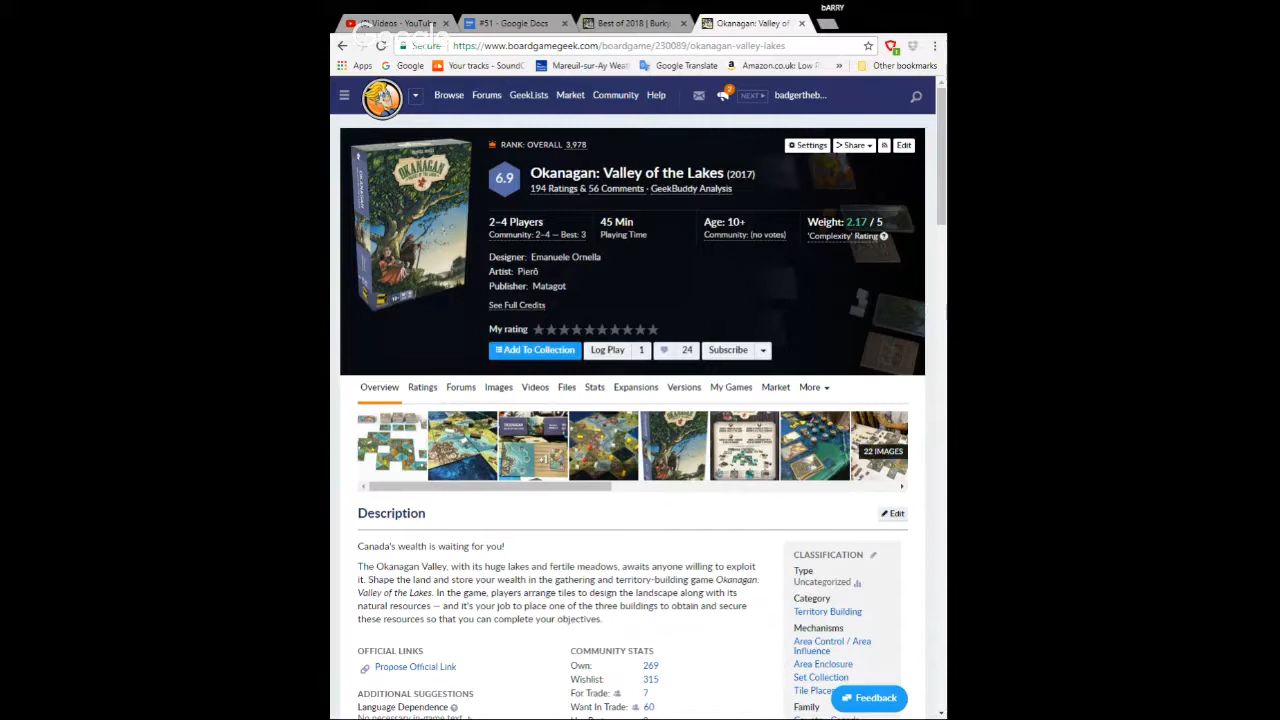 bARRY
Videos - YouTube
#51 - Google Docs
Best of 2018 | Burky
Okanagan: Valley of
Google
Secure
https://www.boardgamegeek.com/boardgame/230089/okanagan-valley-lakes
Apps Google Your tracks - SoundC Mareuil-sur-Ay Weat Google Translate Amazon.co.uk: Low P » Other bookmarks
Browse Forums GeekLists Market Community Help 2 NEXT badgertheb...
RANK: OVERALL 3,978
Settings Share Edit
6.9
Okanagan: Valley of the Lakes (2017)
194 Ratings & 56 Comments · GeekBuddy Analysis
OKANAGAN
2–4 Players 45 Min Age: 10+ Weight: 2.17 / 5
Community: 2–4 — Best: 3 Playing Time Community: (no votes) 'Complexity' Rating
Designer: Emanuele Ornella
Artist: Pierô
Publisher: Matagot
See Full Credits
My rating
Add To Collection Log Play 1 24 Subscribe
Overview Ratings Forums Images Videos Files Stats Expansions Versions My Games Market More
22 IMAGES
Description
Edit
Canada's wealth is waiting for you!
The Okanagan Valley, with its huge lakes and fertile meadows, awaits anyone willing to exploit
it. Shape the land and store your wealth in the gathering and territory-building game Okanagan:
Valley of the Lakes. In the game, players arrange tiles to design the landscape along with its
natural resources — and it's your job to place one of the three buildings to obtain and secure
these resources so that you can complete your objectives.
OFFICIAL LINKS
Propose Official Link
ADDITIONAL SUGGESTIONS
Language Dependence
No necessary in-game text
COMMUNITY STATS
Own: 269
Wishlist: 315
For Trade: 7
Want In Trade: 60
CLASSIFICATION
Type
Uncategorized
Category
Territory Building
Mechanisms
Area Control / Area
Influence
Area Enclosure
Set Collection
Tile Place
Family
Feedback